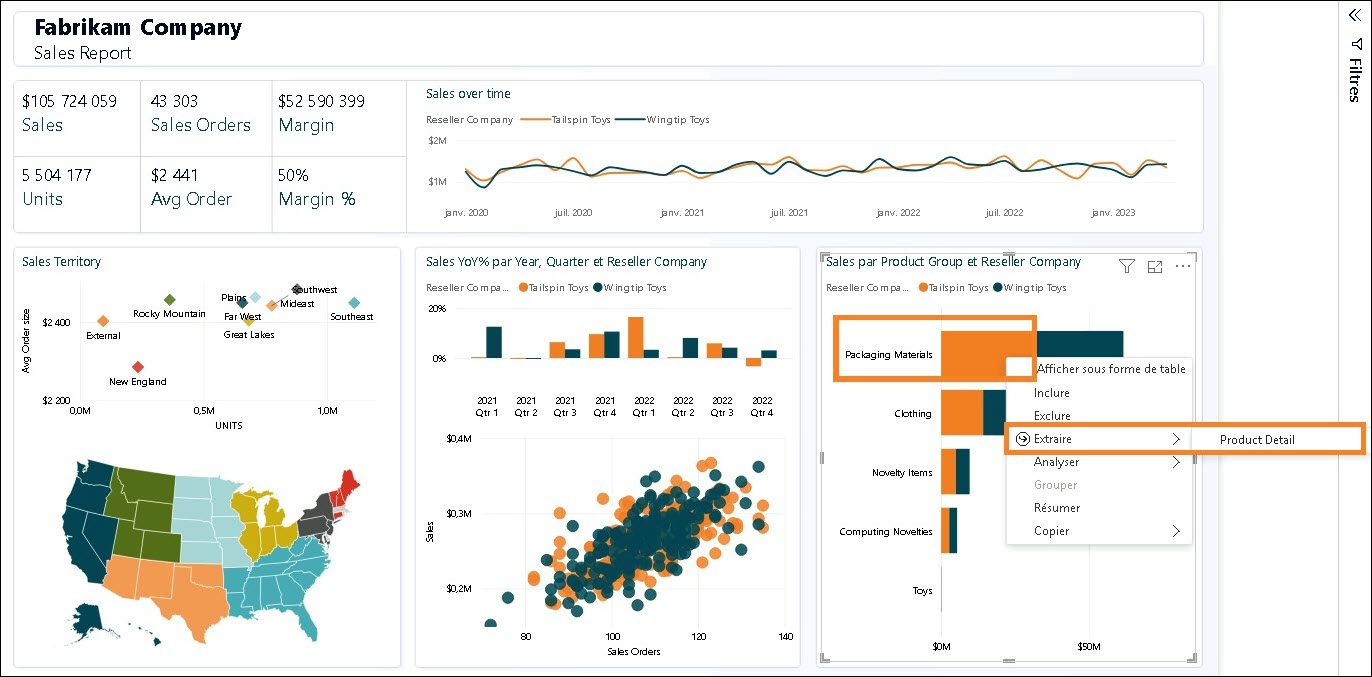 Fabrikam Company
Sales Report
Filtres
$105 724 059
Sales
43 303
Sales Orders
$52 590 399
Margin
5 504 177
Units
$2 441
Avg Order
50%
Margin %
Sales over time
Reseller Company Tailspin Toys Wingtip Toys
$2M
$1M
janv. 2020 juil. 2020 janv. 2021 juil. 2021 janv. 2022 juil. 2022 janv. 2023
Sales Territory
Avg Order size
$2 400
$2 200
Southwest
Plains
Mideast
Rocky Mountain
Far West
Southeast
External
Great Lakes
New England
0,0M 0,5M 1,0M
UNITS
Sales YoY% par Year, Quarter et Reseller Company
Reseller Compa... Tailspin Toys Wingtip Toys
20%
0%
2021 2021 2021 2021 2022 2022 2022 2022
Qtr 1 Qtr 2 Qtr 3 Qtr 4 Qtr 1 Qtr 2 Qtr 3 Qtr 4
$0,4M
$0,3M
$0,2M
Sales
80 100 120 140
Sales Orders
Sales par Product Group et Reseller Company
Reseller Compa... Tailspin Toys Wingtip Toys
Packaging Materials
Clothing
Novelty Items
Computing Novelties
Toys
$0M $50M
Afficher sous forme de table
Inclure
Exclure
Extraire
Product Detail
Analyser
Grouper
Résumer
Copier